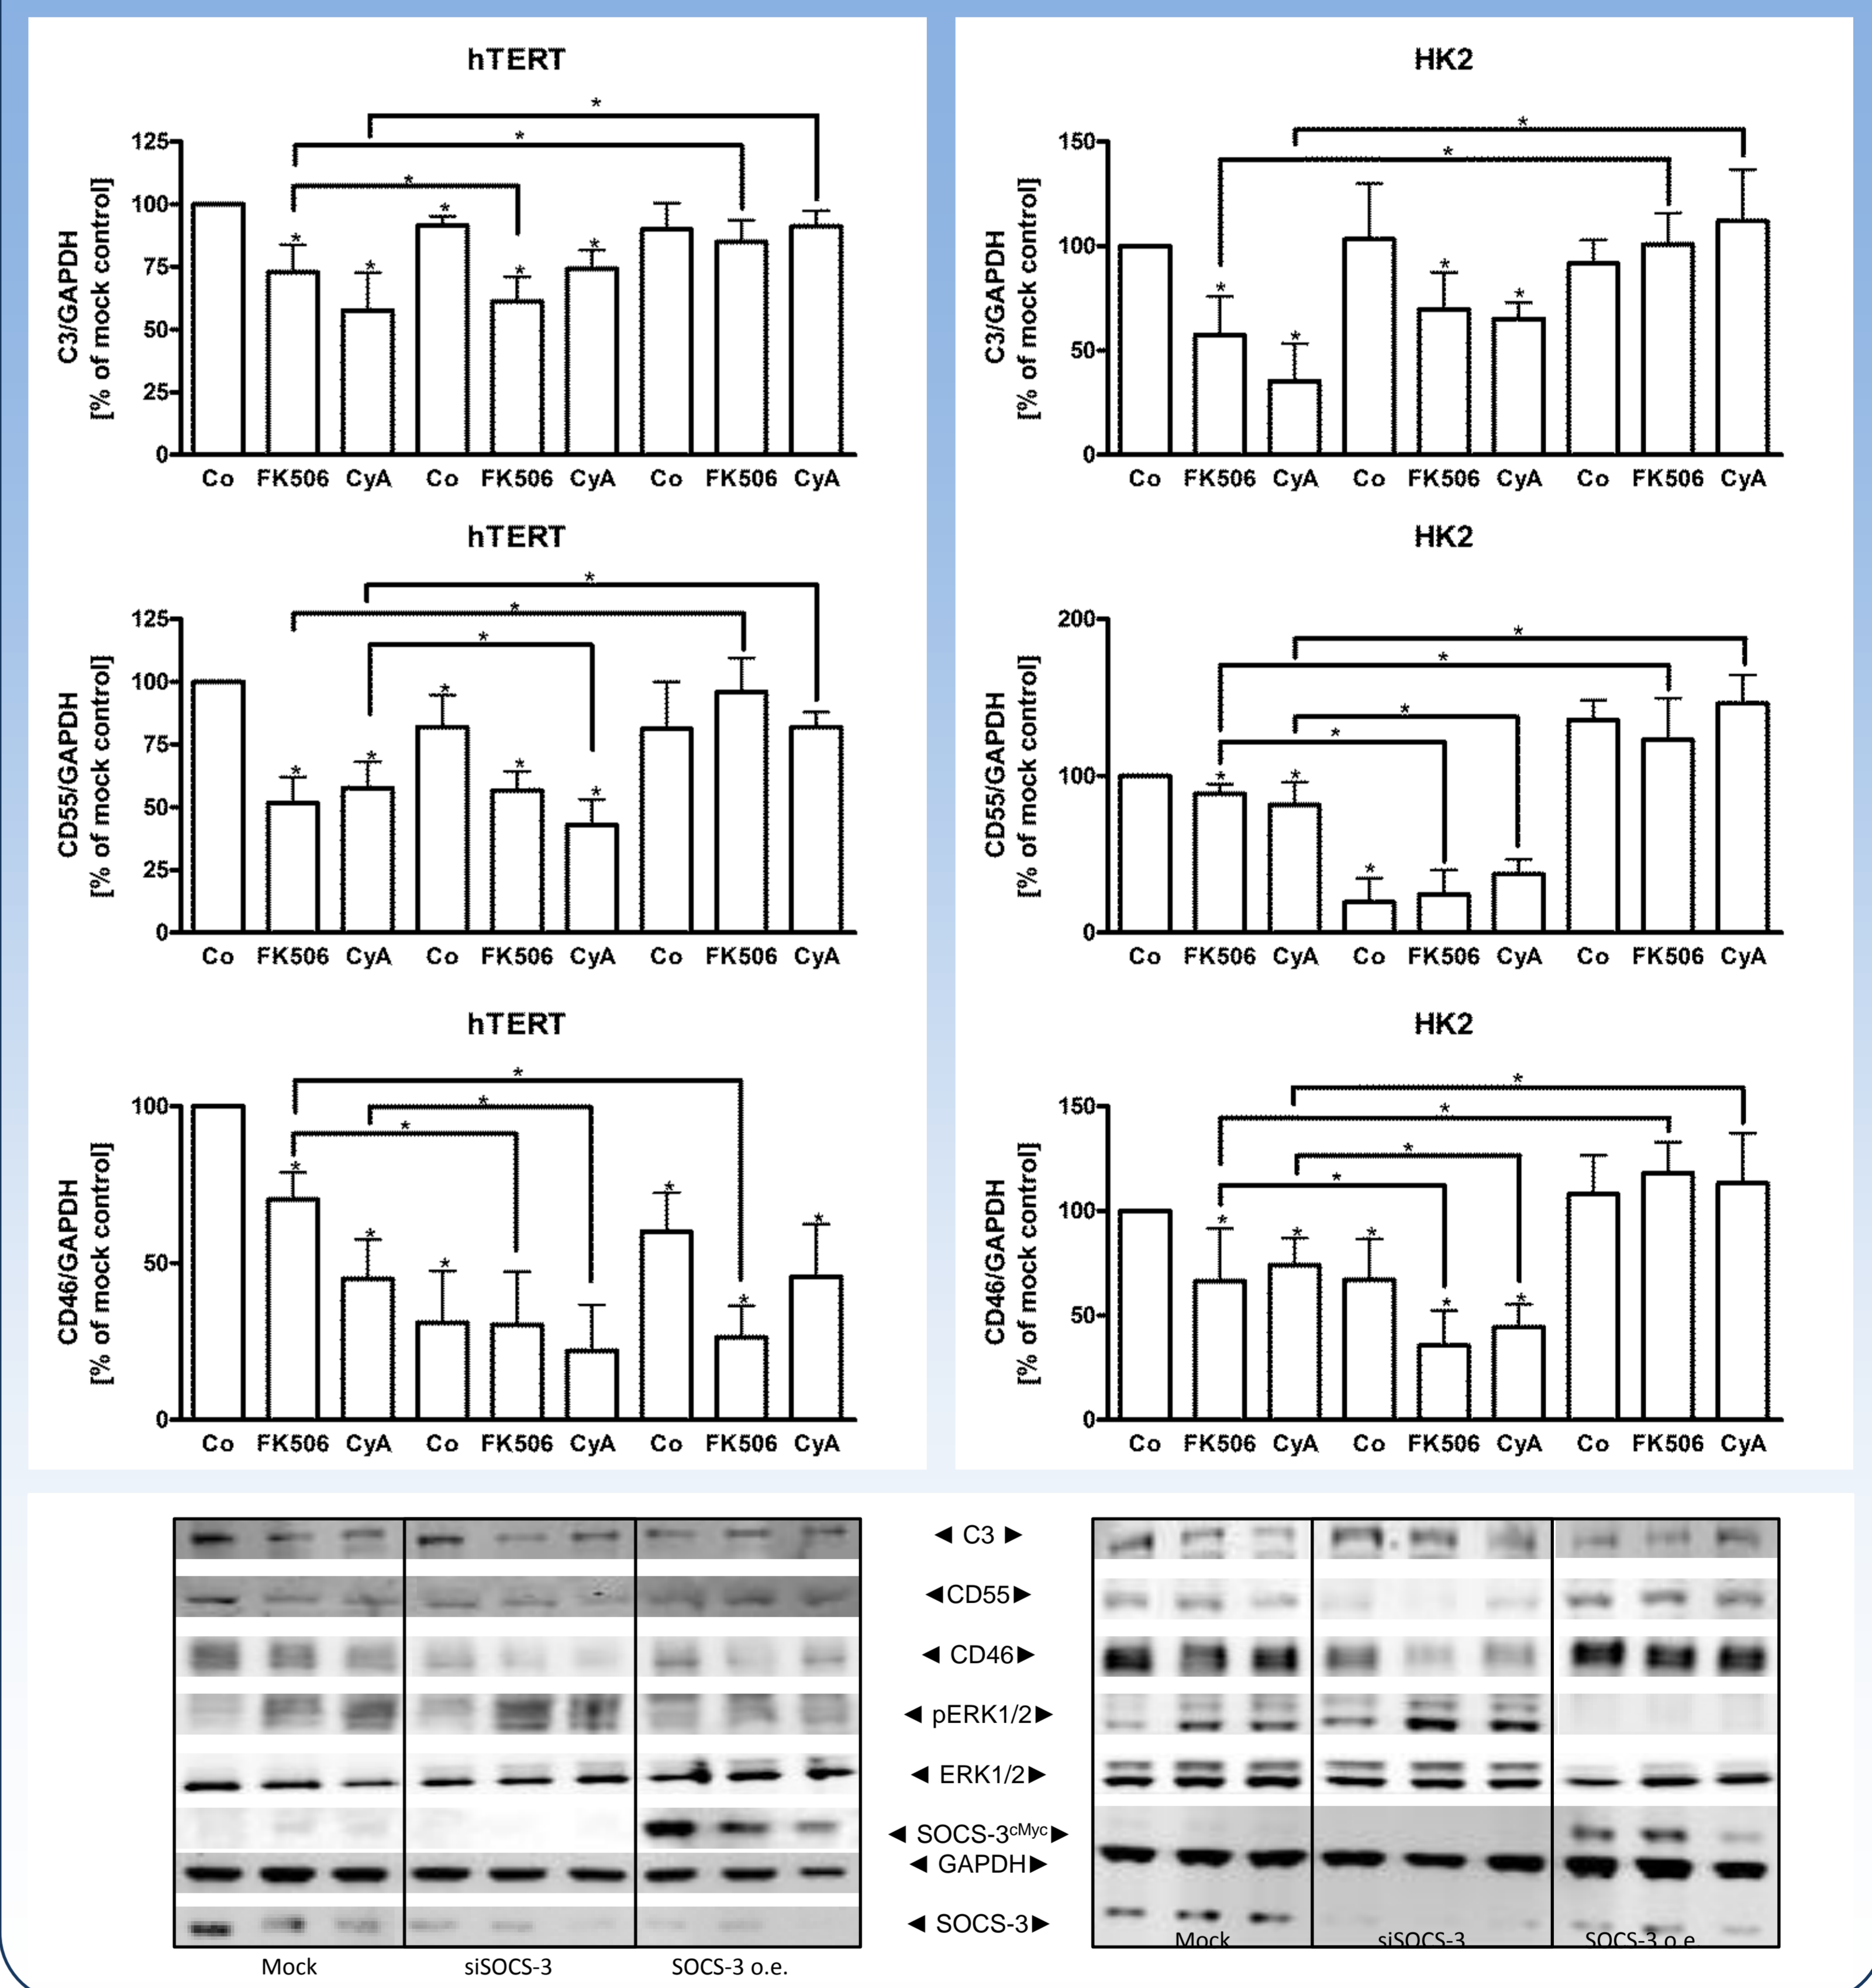 hTERT
*
*
*
C3/GAPDH
[% of mock control]
125
100
75
50
25
0
* * * * *
Co FK506 CyA Co FK506 CyA Co FK506 CyA
HK2
*
*
C3/GAPDH
[% of mock control]
150
100
50
0
* * * *
Co FK506 CyA Co FK506 CyA Co FK506 CyA
hTERT
*
*
*
CD55/GAPDH
[% of mock control]
125
100
75
50
25
0
* * * * *
Co FK506 CyA Co FK506 CyA Co FK506 CyA
HK2
*
*
*
*
CD55/GAPDH
[% of mock control]
200
100
0
* * *
Co FK506 CyA Co FK506 CyA Co FK506 CyA
hTERT
*
*
*
CD46/GAPDH
[% of mock control]
100
50
0
* * * * * *
Co FK506 CyA Co FK506 CyA Co FK506 CyA
HK2
*
*
*
*
CD46/GAPDH
[% of mock control]
150
100
50
0
* * * * *
Co FK506 CyA Co FK506 CyA Co FK506 CyA
◄ C3 ►
◄CD55►
◄ CD46►
◄ pERK1/2►
◄ ERK1/2►
◄ SOCS-3cMyc►
◄ GAPDH►
◄ SOCS-3►
Mock siSOCS-3 SOCS-3 o.e.
Mock siSOCS-3 SOCS-3 o.e